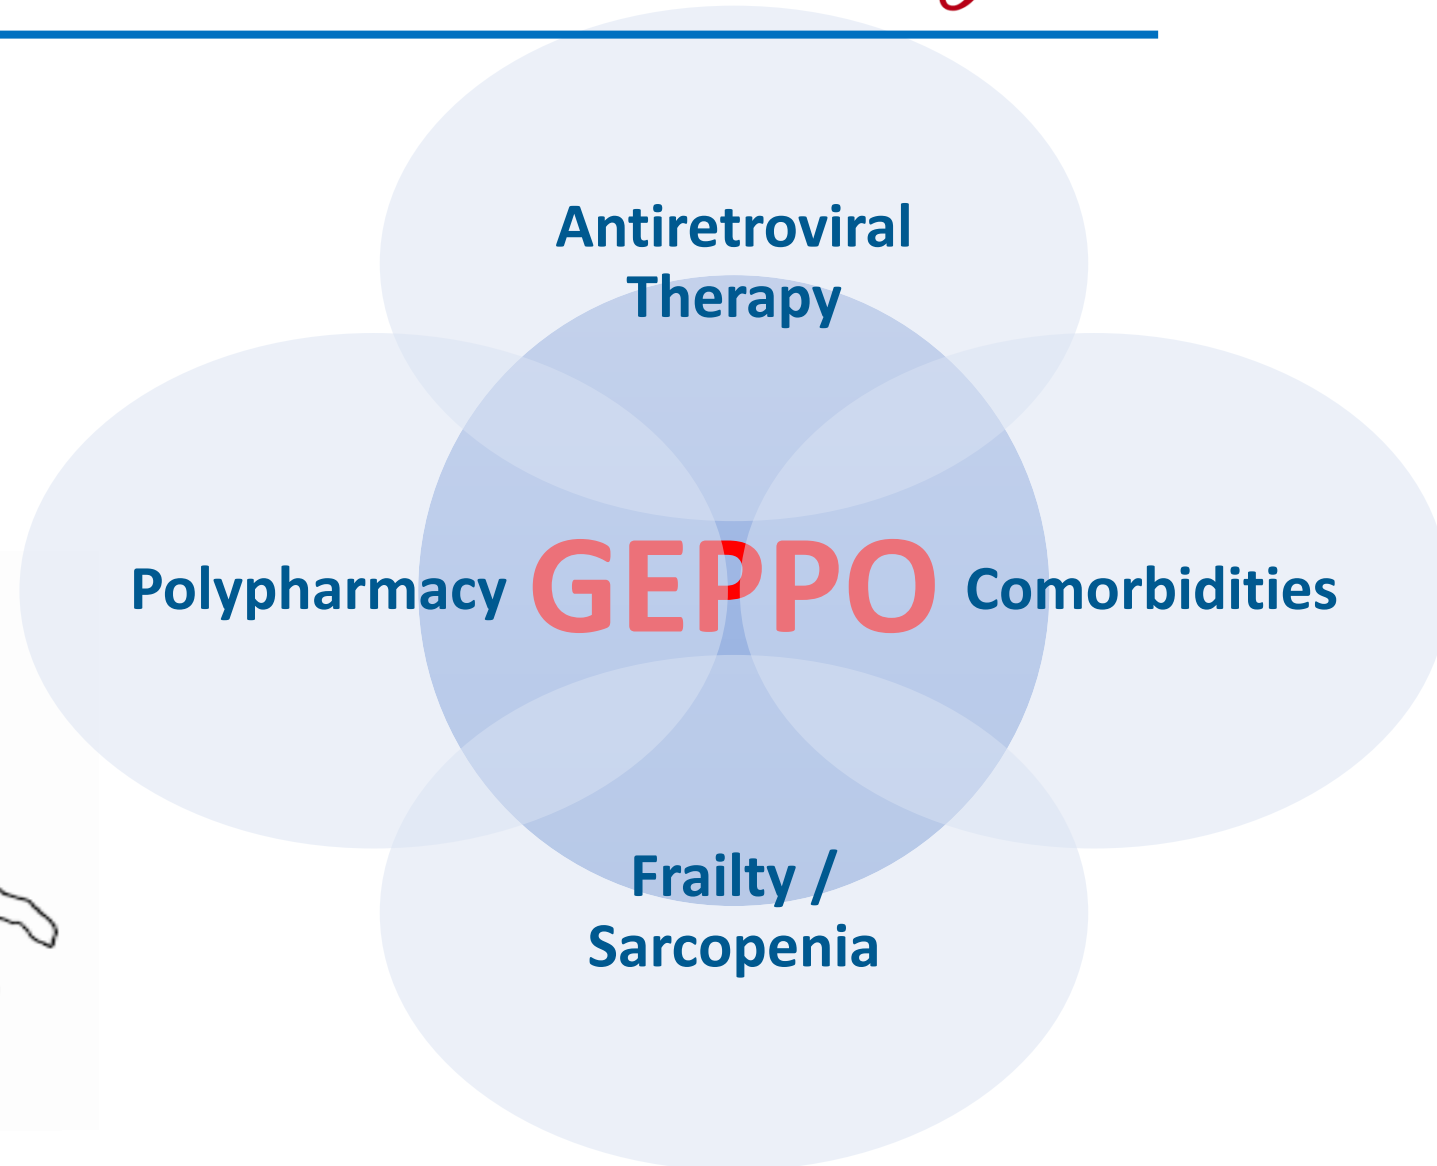 Antiretroviral
Therapy
Polypharmacy GEPPO Comorbidities
Frailty /
Sarcopenia